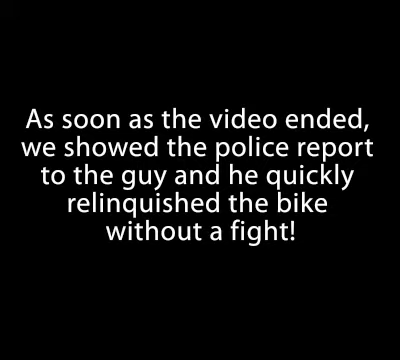 As soon as the video ended,
we showed the police report
to the guy and he quickly
relinquished the bike
without a fight!